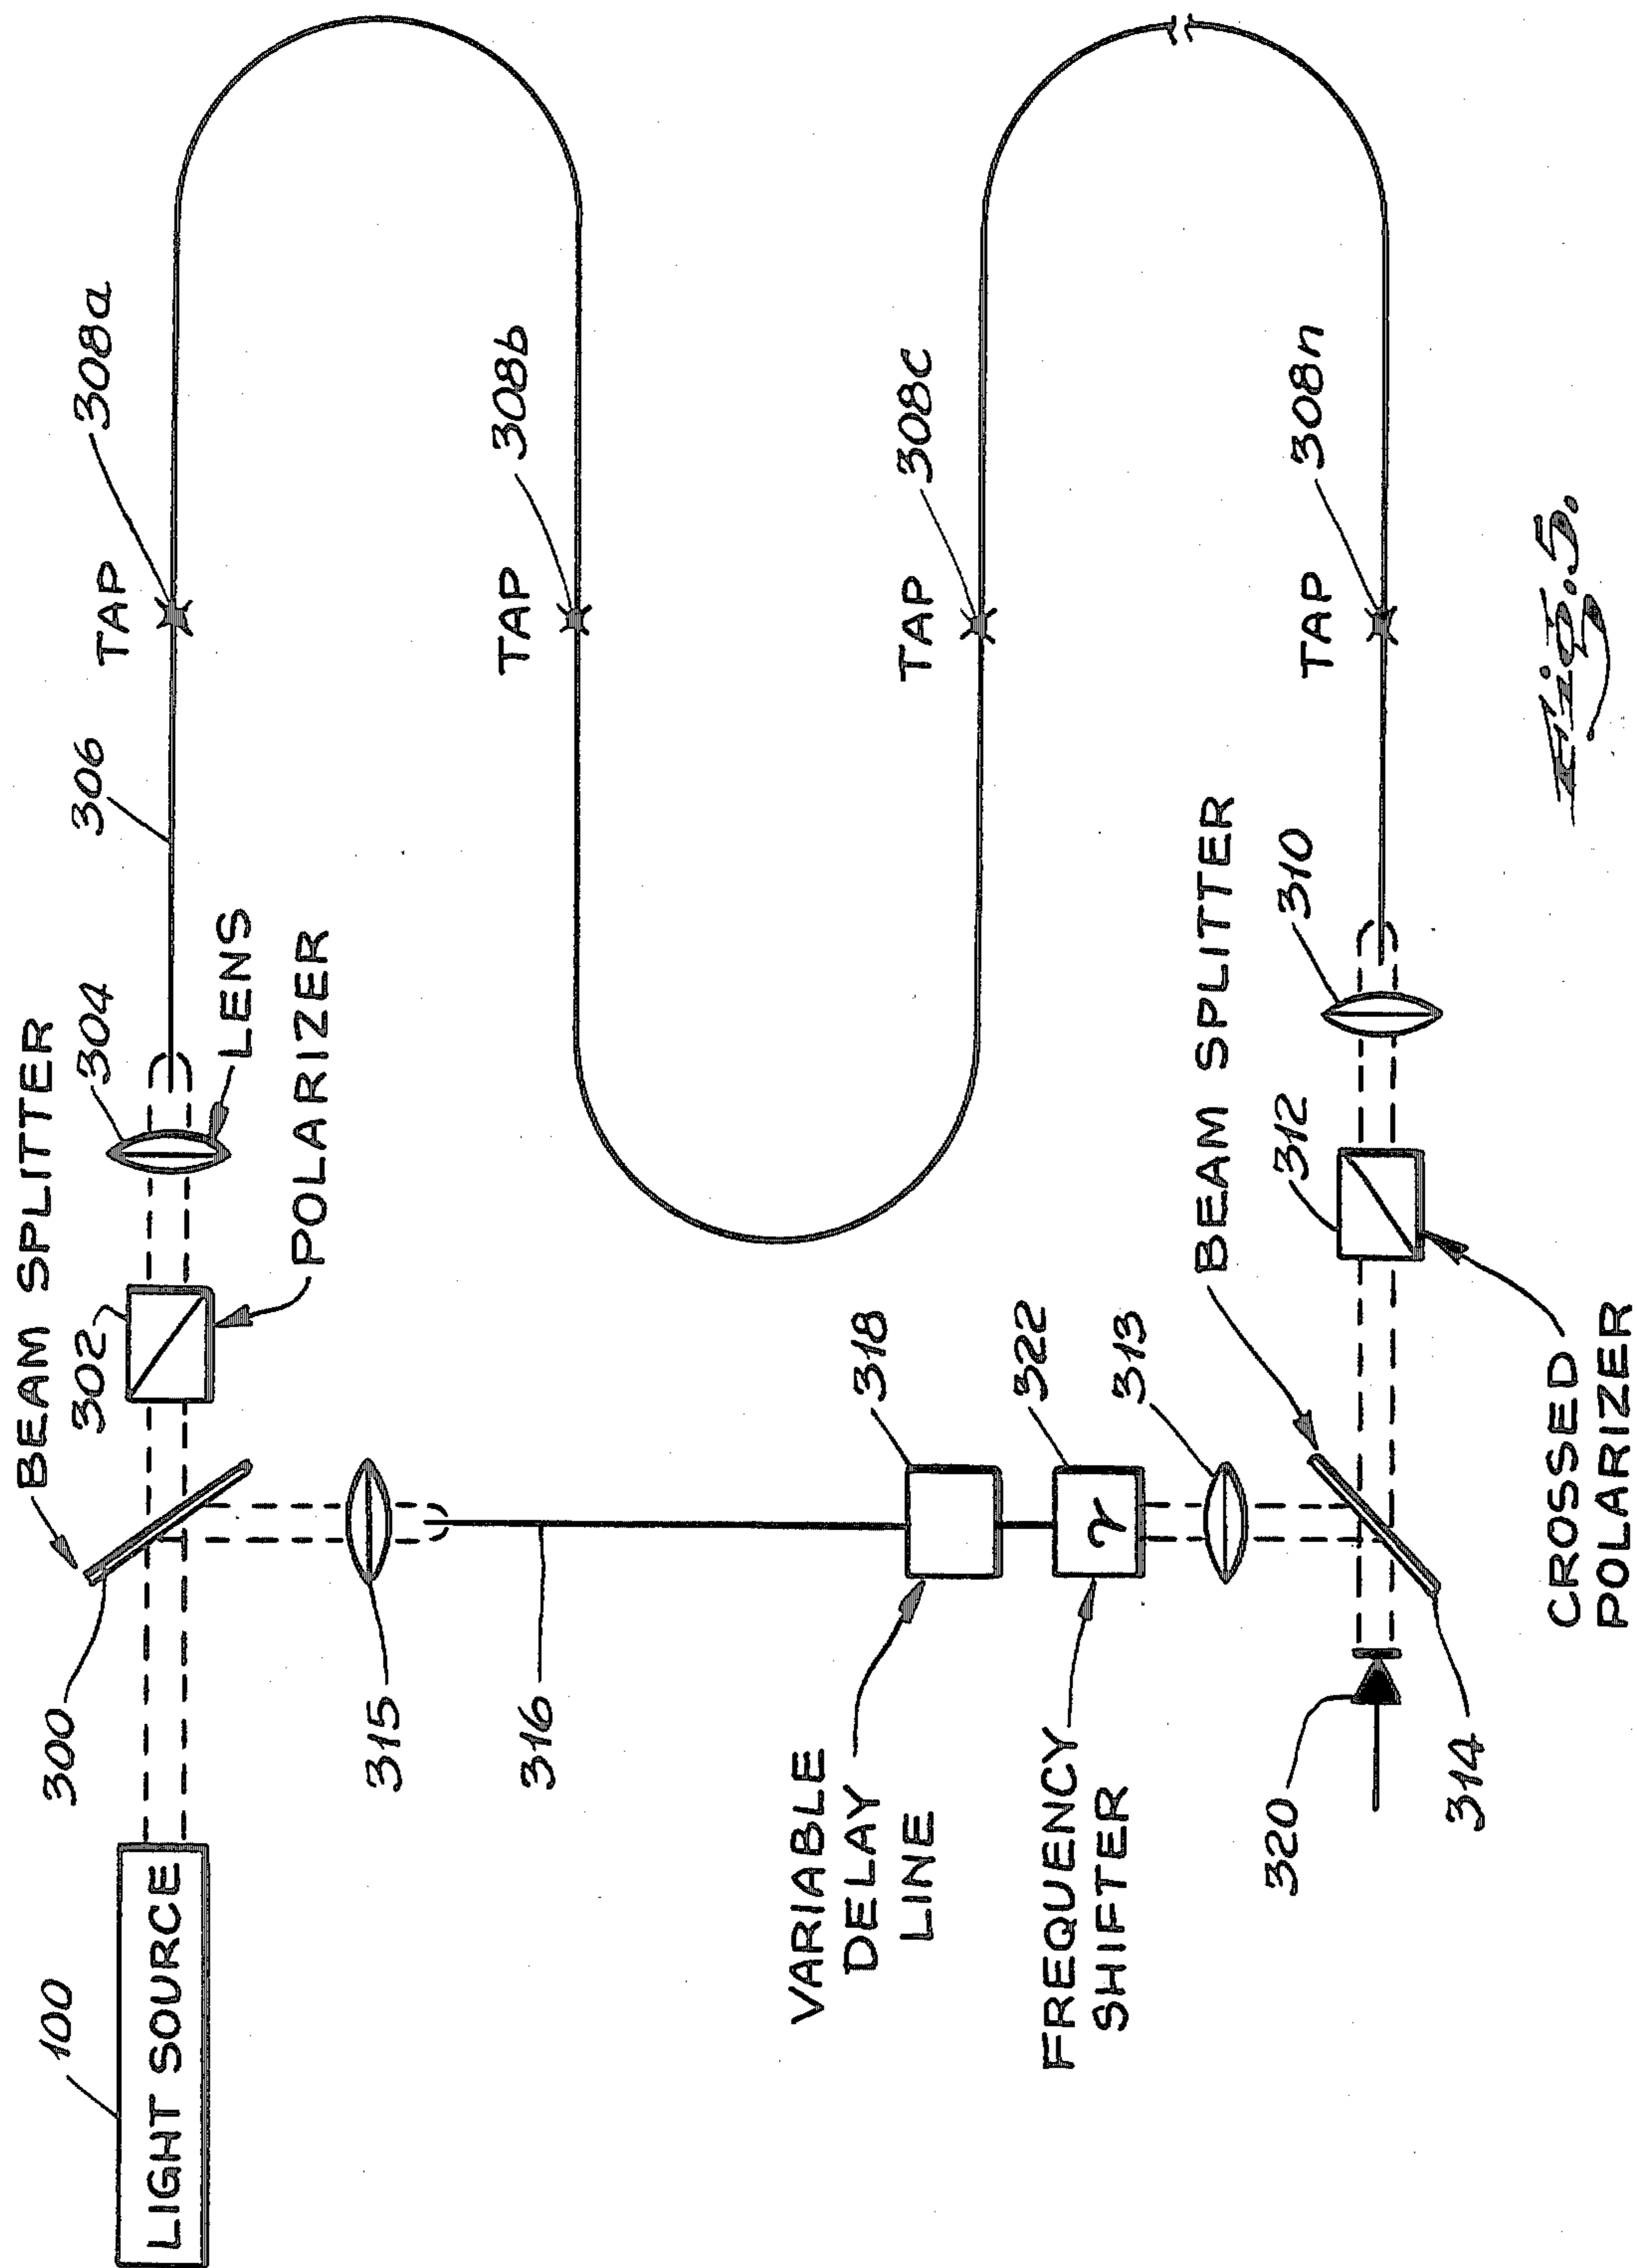 100
LIGHT SOURCE
300
BEAM SPLITTER
302
POLARIZER
304
LENS
306
TAP
308a
315
316
TAP
308b
VARIABLE
DELAY
LINE
318
TAP
308c
FREQUENCY
SHIFTER
322
γ
313
320
314
BEAM SPLITTER
312
CROSSED
POLARIZER
310
TAP
308n
Fig. 5.